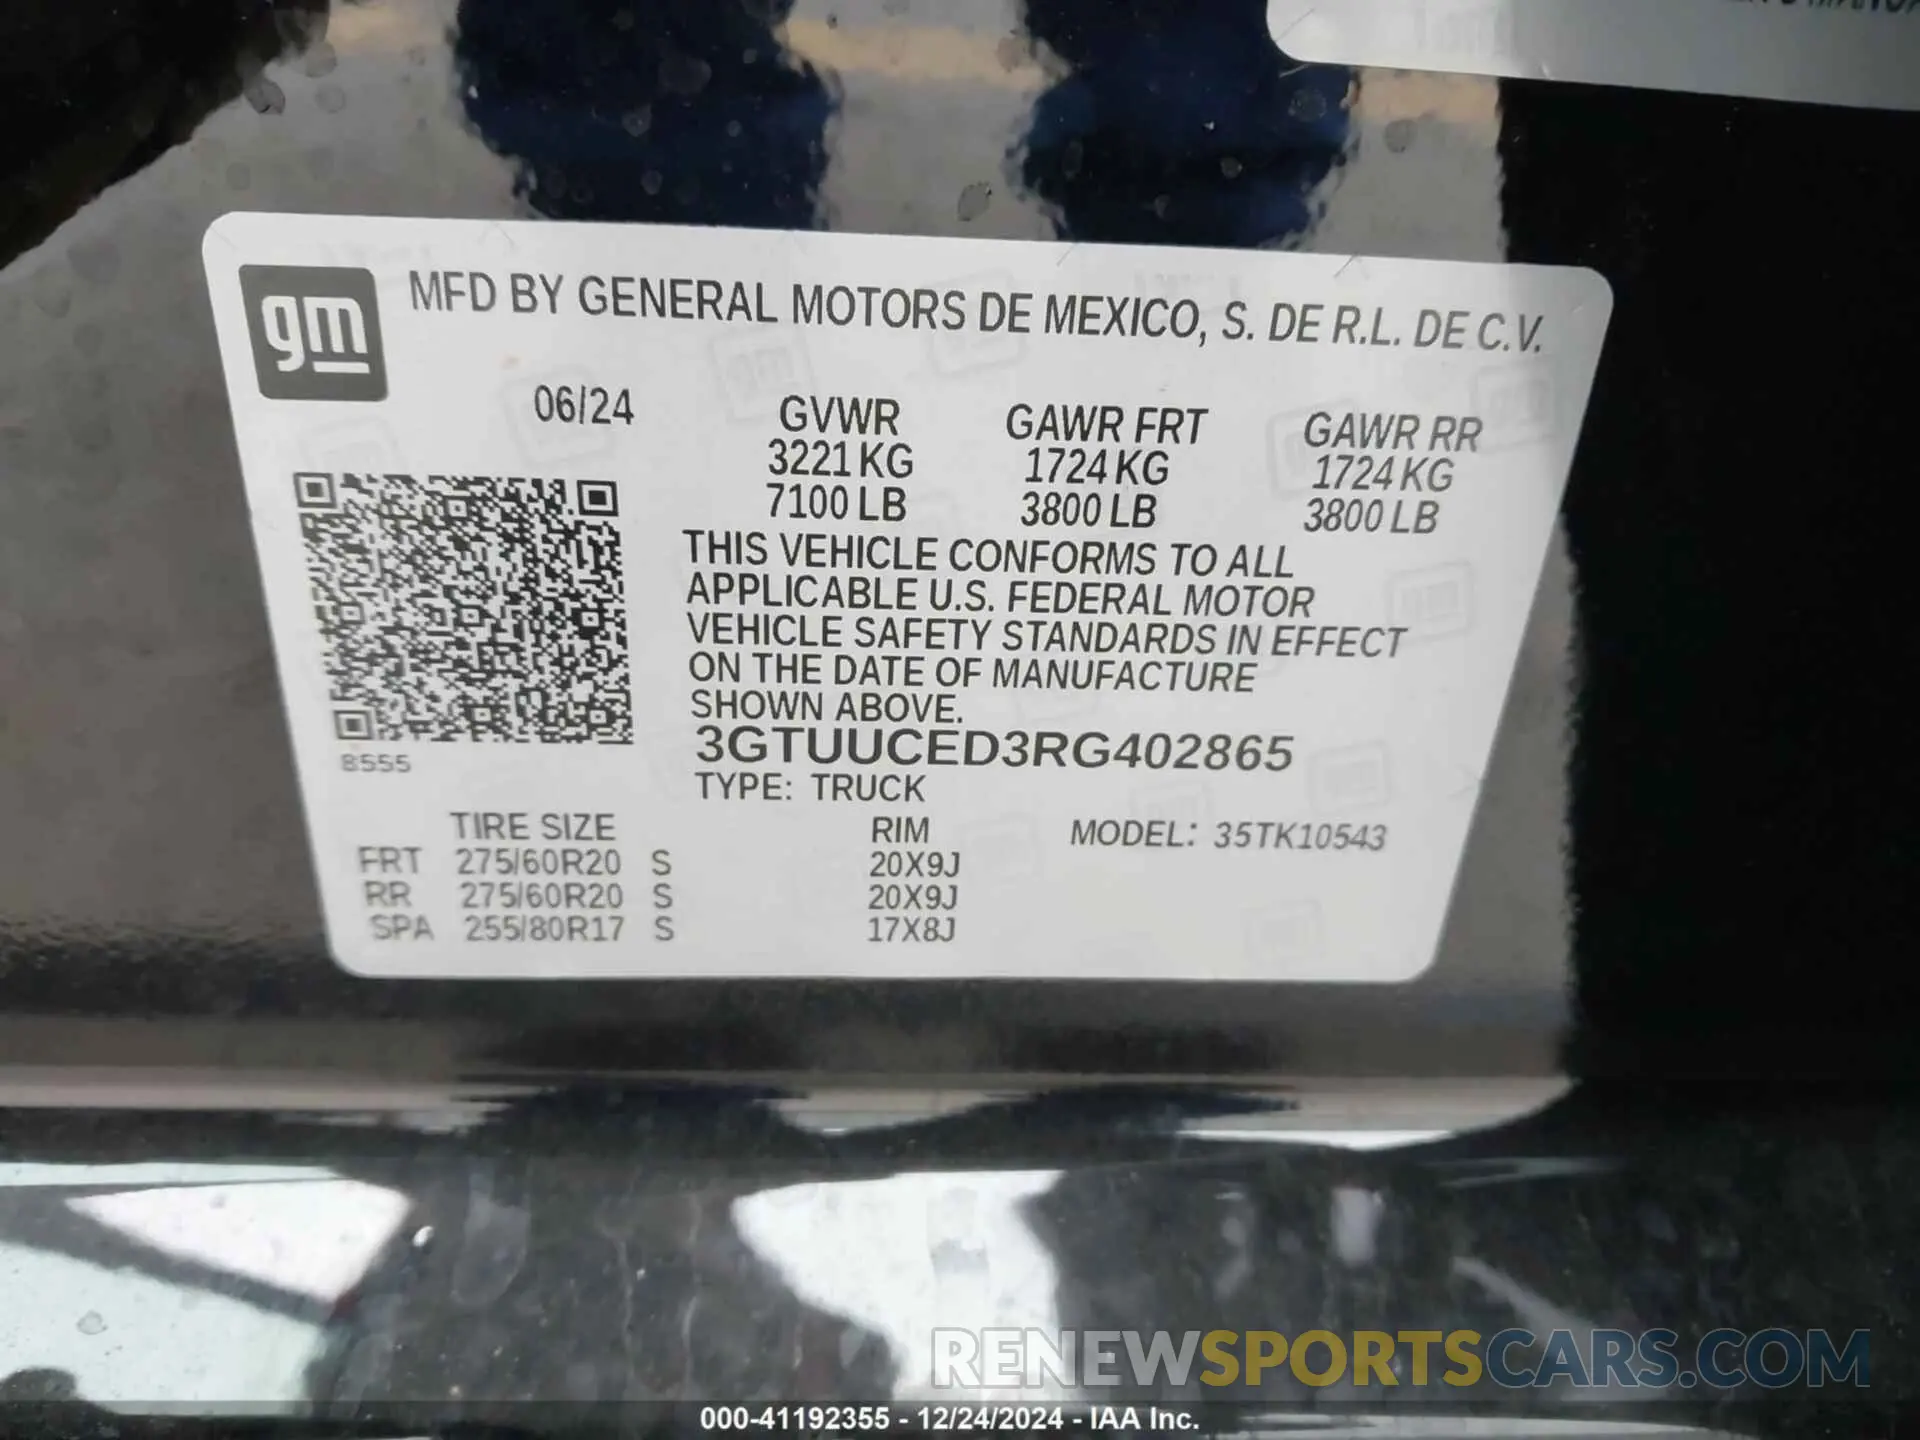 gm
MFD BY GENERAL MOTORS DE MEXICO, S. DE R.L. DE C.V.
06/24 GVWR GAWR FRT GAWR RR
3221 KG 1724 KG 1724 KG
7100 LB 3800 LB 3800 LB
THIS VEHICLE CONFORMS TO ALL
APPLICABLE U.S. FEDERAL MOTOR
VEHICLE SAFETY STANDARDS IN EFFECT
ON THE DATE OF MANUFACTURE
SHOWN ABOVE.
3GTUUCED3RG402865
8555
TYPE: TRUCK
TIRE SIZE RIM MODEL: 35TK10543
FRT 275/60R20 S 20X9J
RR 275/60R20 S 20X9J
SPA 255/80R17 S 17X8J
RENEWSPORTSCARS.COM
000-41192355 - 12/24/2024 - IAA Inc.